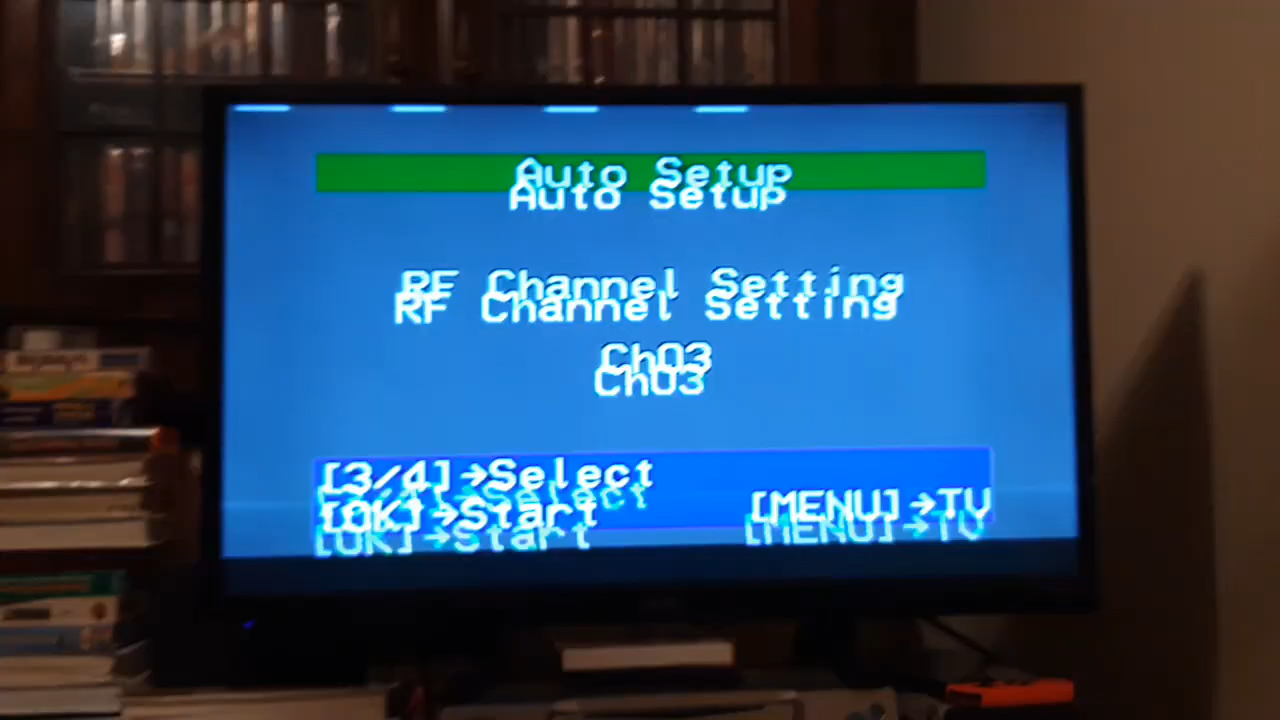 Auto Setup
RF Channel Setting
Ch03
[3/4]→Select
[OK]→Start
[MENU]→TV